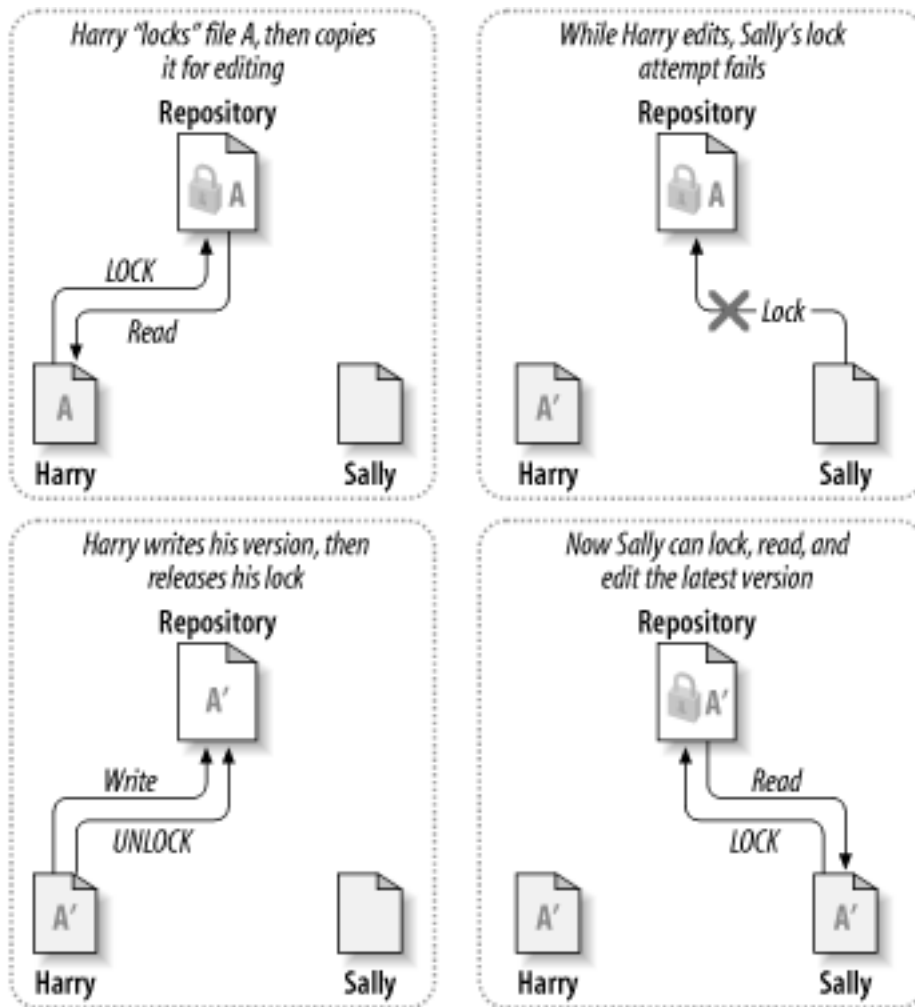 Harry “locks” file A, then copies
it for editing
Repository
A
LOCK
Read
A
Harry
Sally
While Harry edits, Sally’s lock
attempt fails
Repository
A
Lock
A′
Harry
Sally
Harry writes his version, then
releases his lock
Repository
A′
Write
UNLOCK
A′
Harry
Sally
Now Sally can lock, read, and
edit the latest version
Repository
A′
Read
LOCK
A′
Harry
A′
Sally